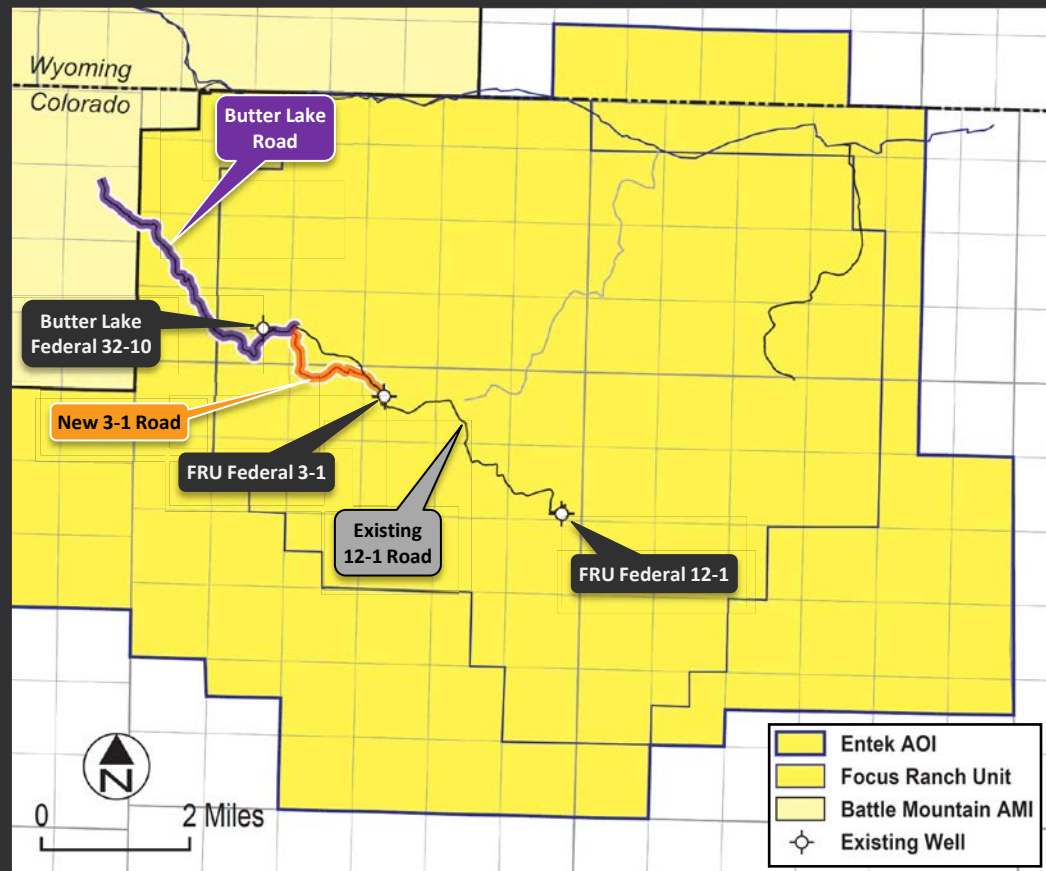 Wyoming
Colorado
Butter Lake
Road
Butter Lake
Federal 32-10
New 3-1 Road
FRU Federal 3-1
Existing
12-1 Road
FRU Federal 12-1
N
0 2 Miles
Entek AOI
Focus Ranch Unit
Battle Mountain AMI
Existing Well